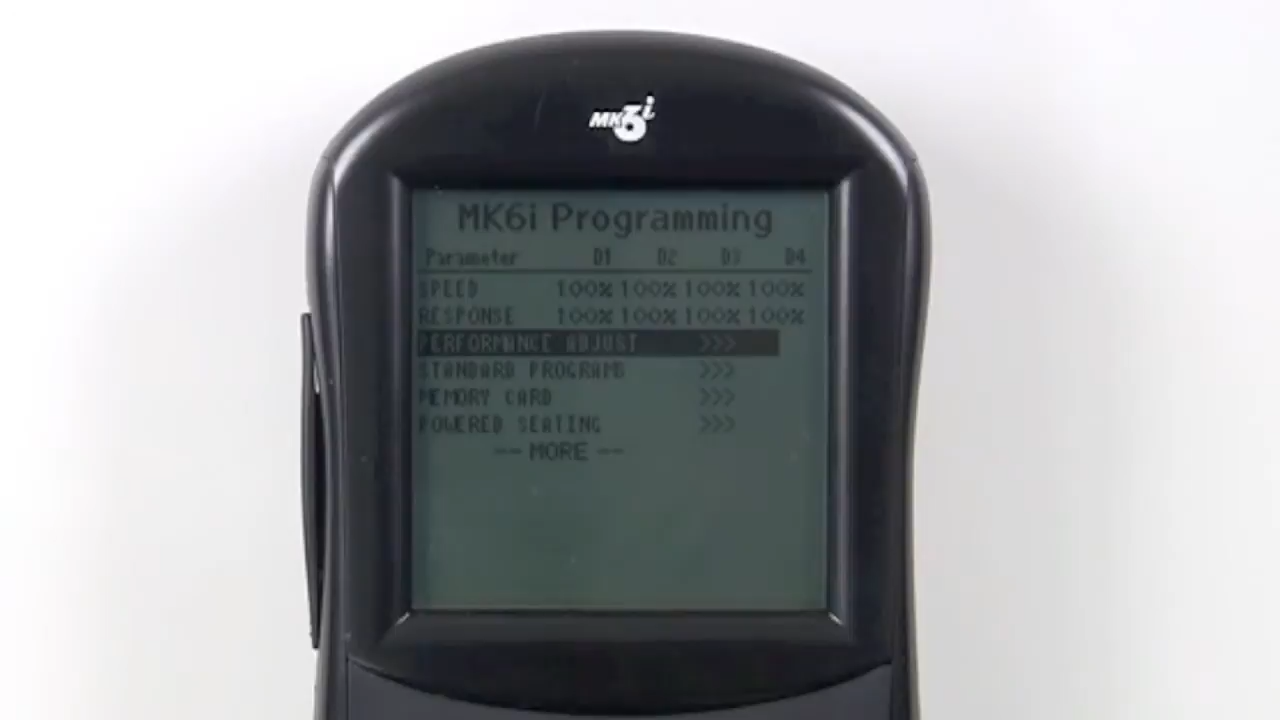 MK6i
MK6i Programming
Parameter D1 D2 D3 D4
SPEED 100% 100% 100% 100%
RESPONSE 100% 100% 100% 100%
PERFORMANCE ADJUST >>>
STANDARD PROGRAMS >>>
MEMORY CARD >>>
POWERED SEATING >>>
-- MORE --